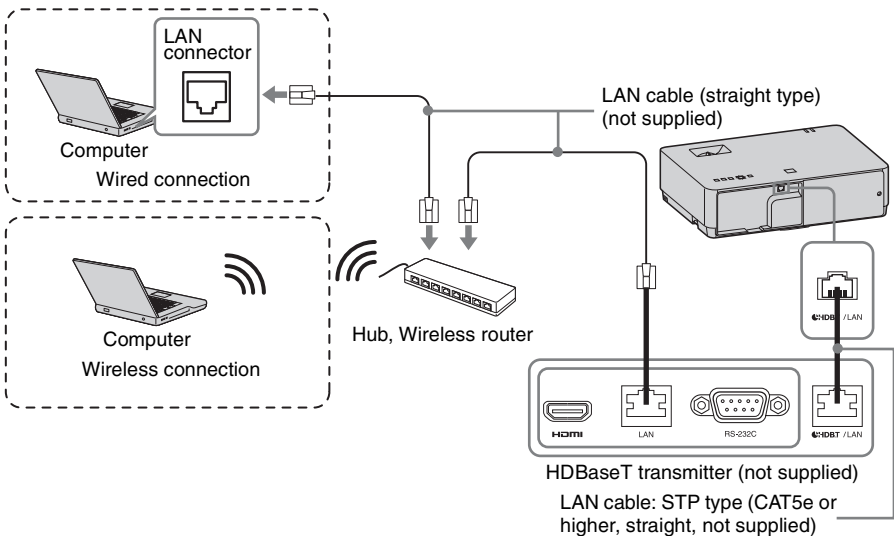 LAN
connector
Computer
Wired connection
LAN cable (straight type)
(not supplied)
Computer
Wireless connection
Hub, Wireless router
HDBT / LAN
HDMI
LAN
RS-232C
HDBT / LAN
HDBaseT transmitter (not supplied)
LAN cable: STP type (CAT5e or
higher, straight, not supplied)